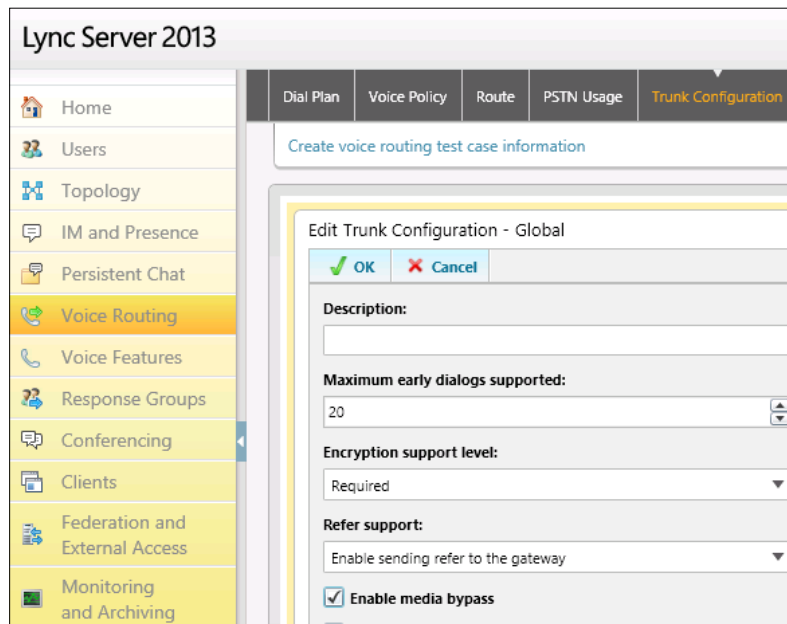 Lync Server 2013
Home
Users
Topology
IM and Presence
Persistent Chat
Voice Routing
Voice Features
Response Groups
Conferencing
Clients
Federation and
External Access
Monitoring
and Archiving
Dial Plan
Voice Policy
Route
PSTN Usage
Trunk Configuration
Create voice routing test case information
Edit Trunk Configuration - Global
OK
Cancel
Description:
Maximum early dialogs supported:
20
Encryption support level:
Required
Refer support:
Enable sending refer to the gateway
Enable media bypass